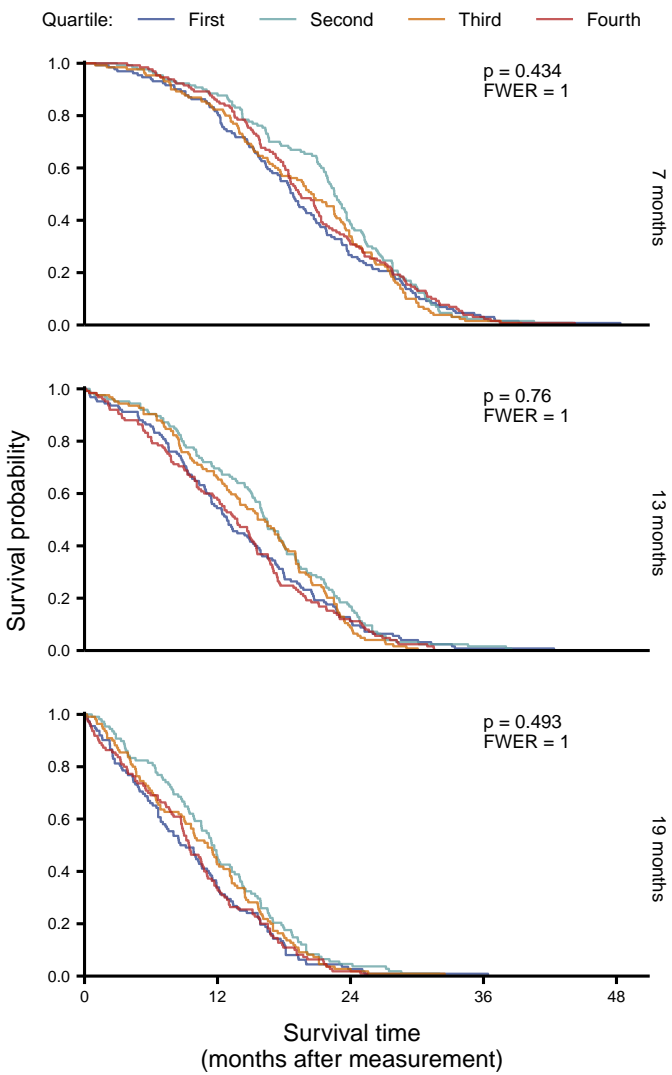 Quartile: First Second Third Fourth
1.0
0.8
0.6
0.4
0.2
0.0
p = 0.434
FWER = 1
7 months
1.0
0.8
0.6
0.4
0.2
0.0
p = 0.76
FWER = 1
13 months
Survival probability
1.0
0.8
0.6
0.4
0.2
0.0
p = 0.493
FWER = 1
19 months
0 12 24 36 48
Survival time
(months after measurement)